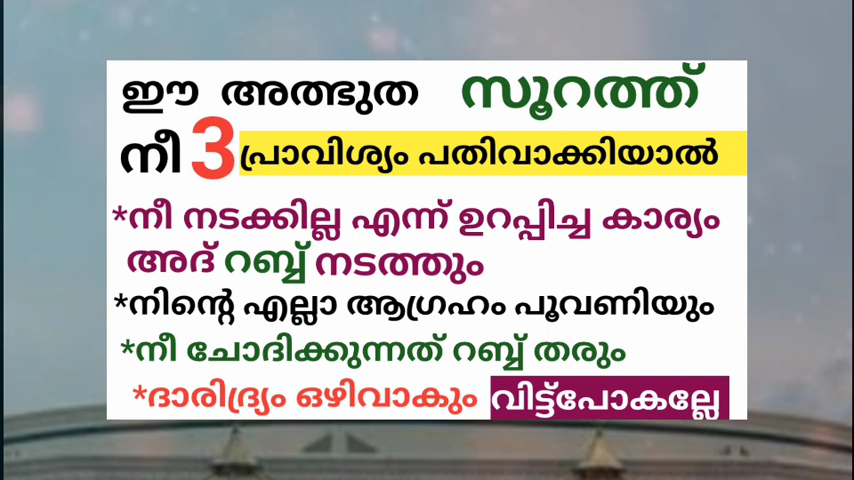 ഈ അത്ഭുത സൂറത്ത്
നീ 3 പ്രാവിശ്യം പതിവാക്കിയാൽ
*നീ നടക്കില്ല എന്ന് ഉറപ്പിച്ച കാര്യം
അദ് റബ്ബ് നടത്തും
*നിന്റെ എല്ലാ ആഗ്രഹം പൂവണിയും
*നീ ചോദിക്കുന്നത് റബ്ബ് തരും
*ദാരിദ്ര്യം ഒഴിവാകും വിട്ട്പോകല്ലേ